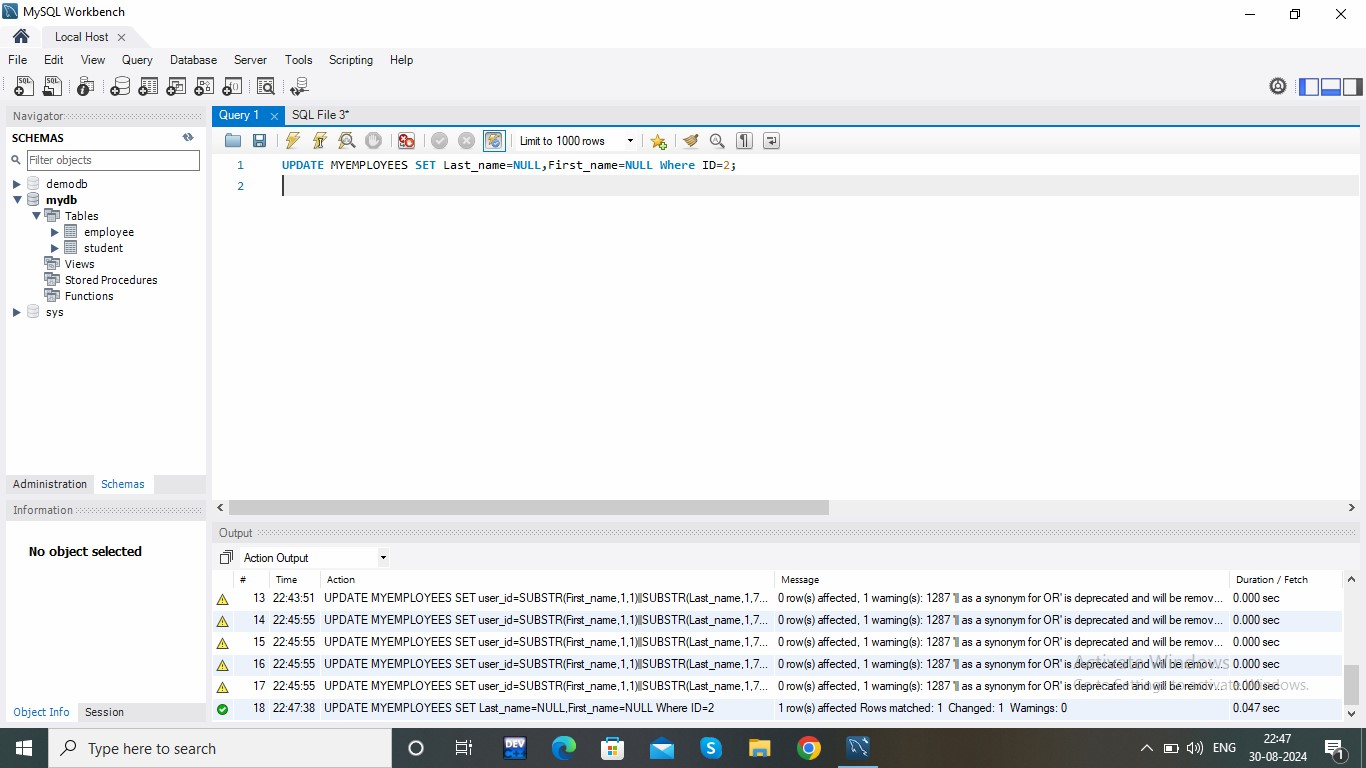 MySQL Workbench
Local Host
File Edit View Query Database Server Tools Scripting Help
Navigator
SCHEMAS
Filter objects
demodb
mydb
Tables
employee
student
Views
Stored Procedures
Functions
sys
Administration Schemas
Information
No object selected
Object Info Session
Query 1 SQL File 3*
Limit to 1000 rows
1 UPDATE MYEMPLOYEES SET Last_name=NULL,First_name=NULL Where ID=2;
2
Output
Action Output
# Time Action Message Duration / Fetch
13 22:43:51 UPDATE MYEMPLOYEES SET user_id=SUBSTR(First_name,1,1)||SUBSTR(Last_name,1,7... 0 row(s) affected, 1 warning(s): 1287 '|| as a synonym for OR' is deprecated and will be remov... 0.000 sec
14 22:45:55 UPDATE MYEMPLOYEES SET user_id=SUBSTR(First_name,1,1)||SUBSTR(Last_name,1,7... 0 row(s) affected, 1 warning(s): 1287 '|| as a synonym for OR' is deprecated and will be remov... 0.000 sec
15 22:45:55 UPDATE MYEMPLOYEES SET user_id=SUBSTR(First_name,1,1)||SUBSTR(Last_name,1,7... 0 row(s) affected, 1 warning(s): 1287 '|| as a synonym for OR' is deprecated and will be remov... 0.000 sec
16 22:45:55 UPDATE MYEMPLOYEES SET user_id=SUBSTR(First_name,1,1)||SUBSTR(Last_name,1,7... 0 row(s) affected, 1 warning(s): 1287 '|| as a synonym for OR' is deprecated and will be remov... 0.000 sec
17 22:45:55 UPDATE MYEMPLOYEES SET user_id=SUBSTR(First_name,1,1)||SUBSTR(Last_name,1,7... 0 row(s) affected, 1 warning(s): 1287 '|| as a synonym for OR' is deprecated and will be remov... 0.000 sec
18 22:47:38 UPDATE MYEMPLOYEES SET Last_name=NULL,First_name=NULL Where ID=2 1 row(s) affected Rows matched: 1 Changed: 1 Warnings: 0 0.047 sec
Activate Windows
Go to Settings to activate Windows.
Type here to search
DEV
ENG
22:47
30-08-2024
1